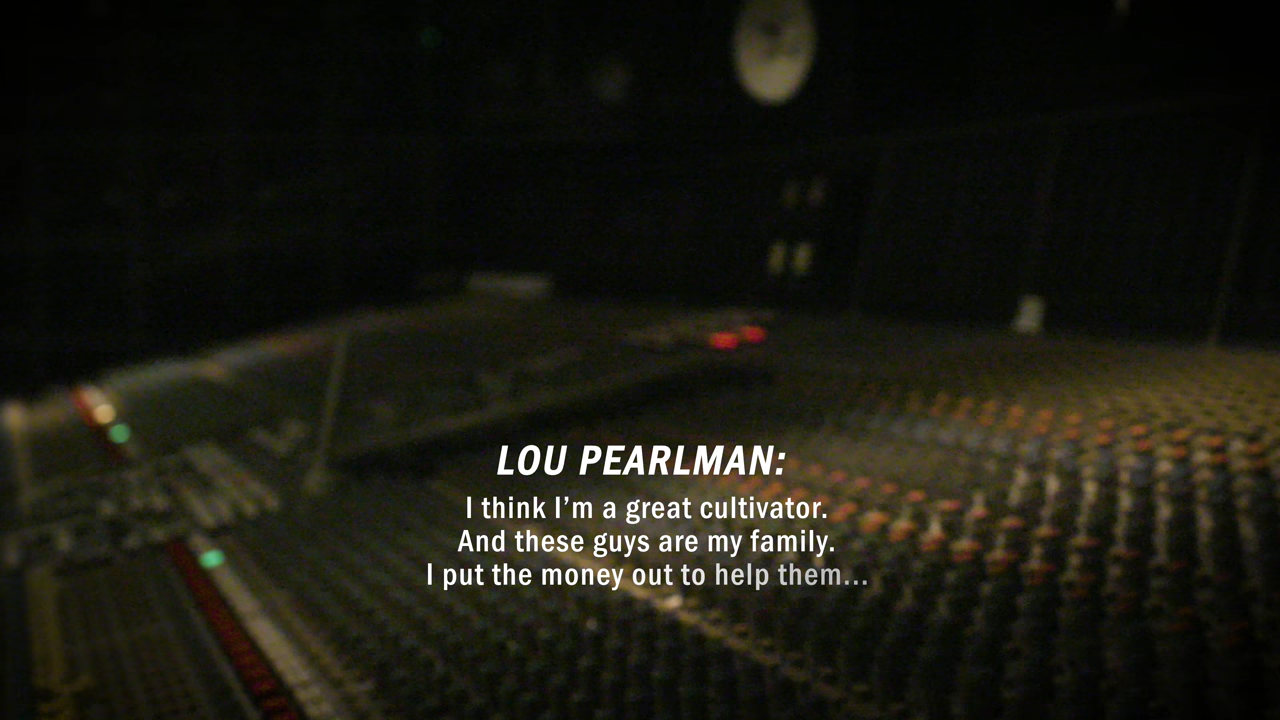 LOU PEARLMAN:
I think I’m a great cultivator.
And these guys are my family.
I put the money out to help them...